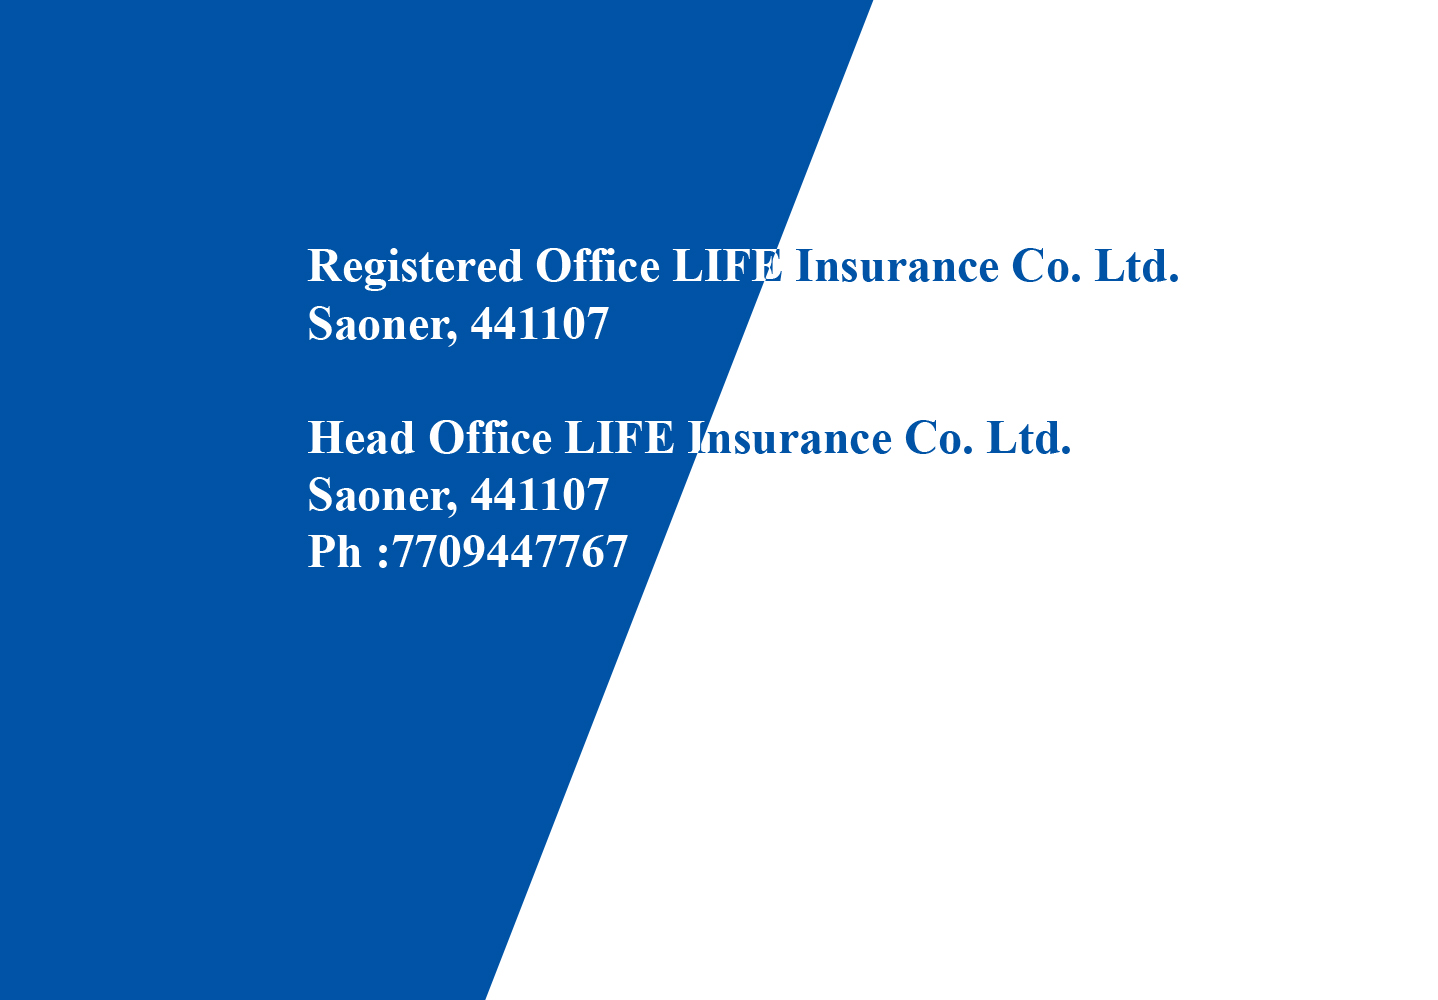 Registered Office LIFE Insurance Co. Ltd.
Saoner, 441107
Head Office LIFE Insurance Co. Ltd.
Saoner, 441107
Ph :7709447767